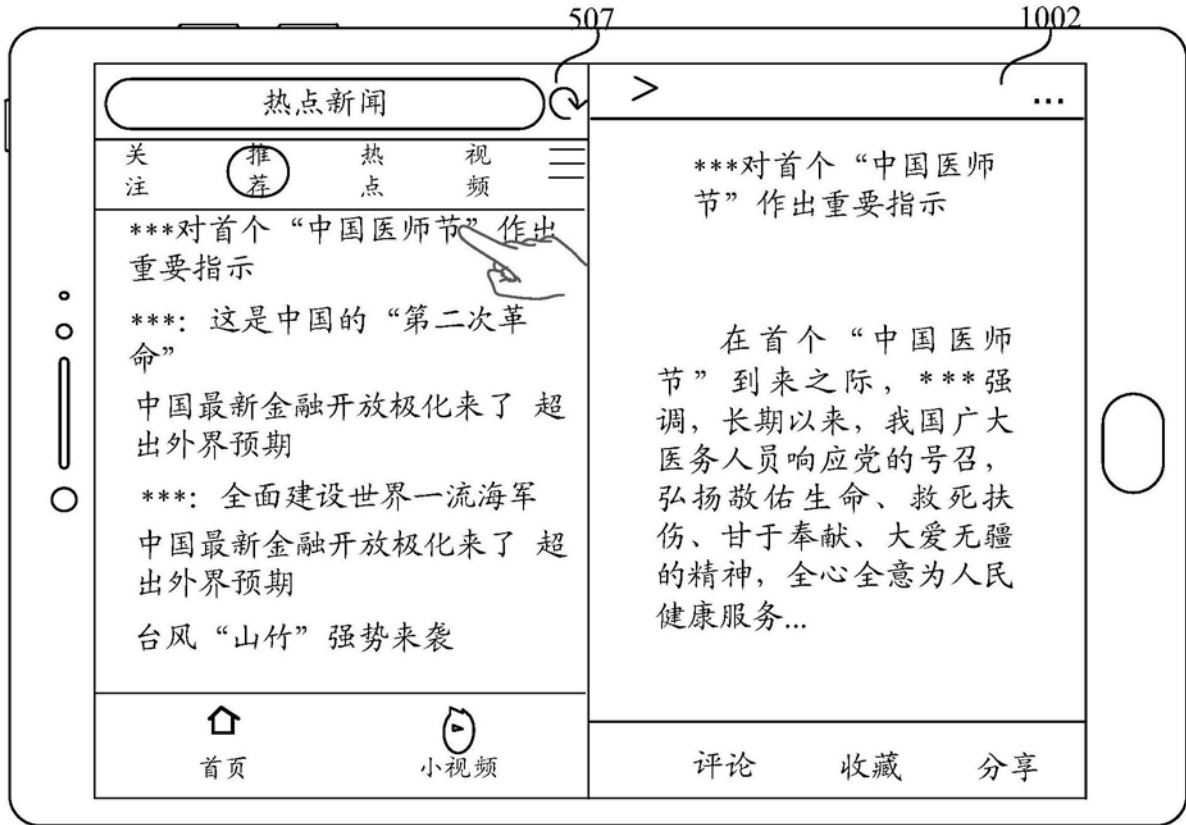 507
1002
热点新闻
关注
推荐
热点
视频
***对首个“中国医师节”作出
重要指示
***：这是中国的“第二次革
命”
中国最新金融开放极化来了 超
出外界预期
***：全面建设世界一流海军
中国最新金融开放极化来了 超
出外界预期
台风“山竹”强势来袭
首页
小视频
>
...
***对首个“中国医师
节”作出重要指示
在首个“中国医师
节”到来之际，***强
调，长期以来，我国广大
医务人员响应党的号召，
弘扬敬佑生命、救死扶
伤、甘于奉献、大爱无疆
的精神，全心全意为人民
健康服务...
评论
收藏
分享